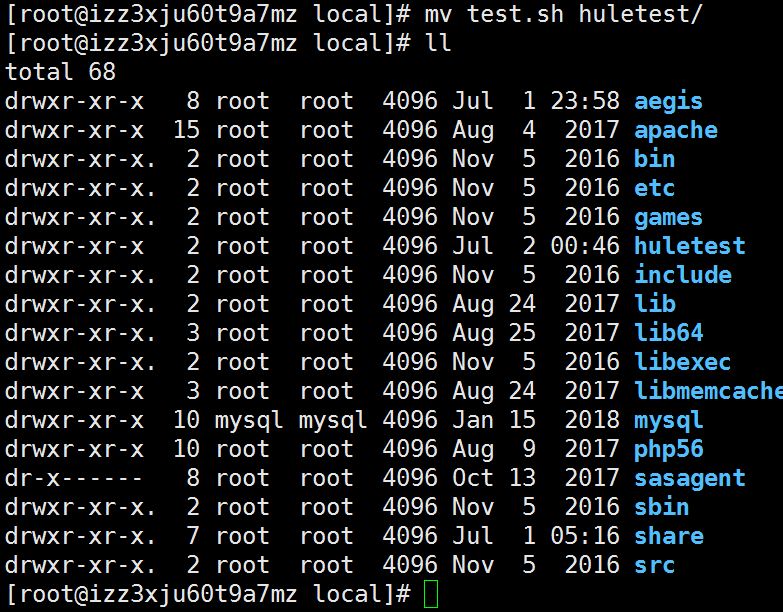 [root@izz3xju60t9a7mz local]# mv test.sh huletest/
[root@izz3xju60t9a7mz local]# ll
total 68
drwxr-xr-x   8 root  root  4096 Jul  1 23:58 aegis
drwxr-xr-x  15 root  root  4096 Aug  4  2017 apache
drwxr-xr-x.  2 root  root  4096 Nov  5  2016 bin
drwxr-xr-x.  2 root  root  4096 Nov  5  2016 etc
drwxr-xr-x.  2 root  root  4096 Nov  5  2016 games
drwxr-xr-x   2 root  root  4096 Jul  2 00:46 huletest
drwxr-xr-x.  2 root  root  4096 Nov  5  2016 include
drwxr-xr-x.  2 root  root  4096 Aug 24  2017 lib
drwxr-xr-x.  3 root  root  4096 Aug 25  2017 lib64
drwxr-xr-x.  2 root  root  4096 Nov  5  2016 libexec
drwxr-xr-x   3 root  root  4096 Aug 24  2017 libmemcache
drwxr-xr-x  10 mysql mysql 4096 Jan 15  2018 mysql
drwxr-xr-x  10 root  root  4096 Aug  9  2017 php56
dr-x------   8 root  root  4096 Oct 13  2017 sasagent
drwxr-xr-x.  2 root  root  4096 Nov  5  2016 sbin
drwxr-xr-x.  7 root  root  4096 Jul  1 05:16 share
drwxr-xr-x.  2 root  root  4096 Nov  5  2016 src
[root@izz3xju60t9a7mz local]#